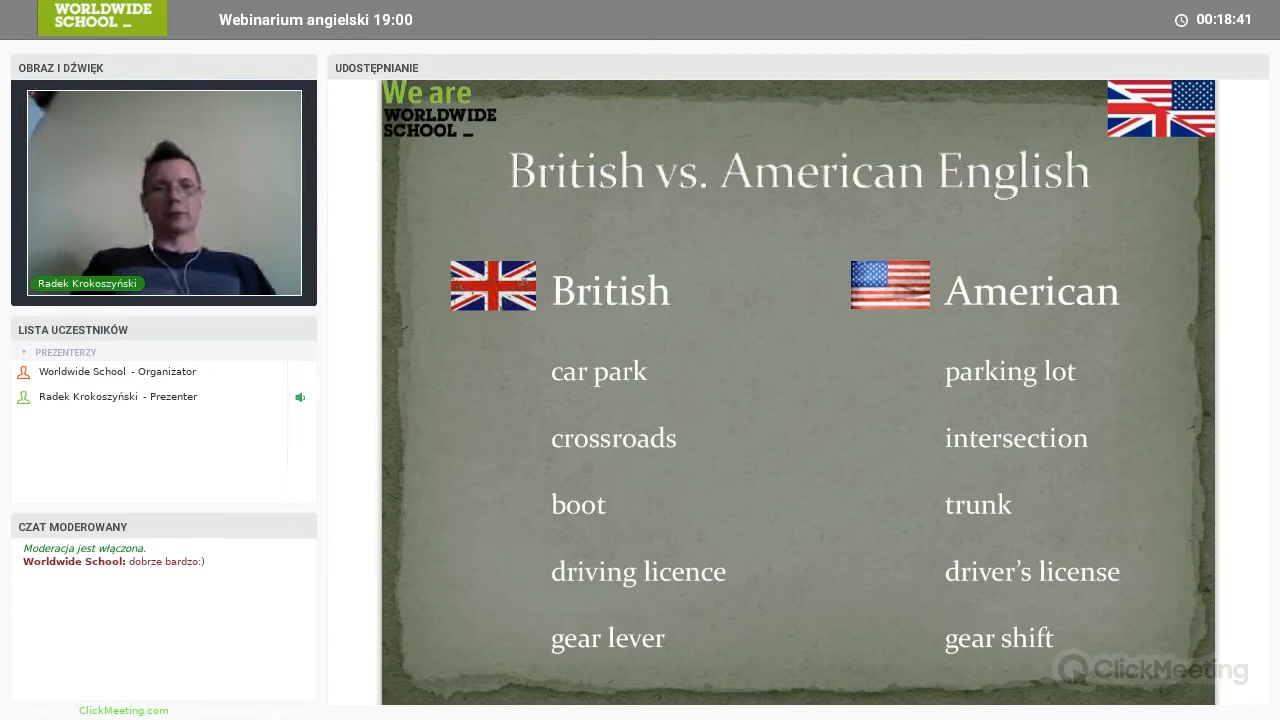 WORLDWIDE
SCHOOL _
Webinarium angielski 19:00
00:18:41
OBRAZ I DŹWIĘK
Radek Krokoszyński
LISTA UCZESTNIKÓW
PREZENTERZY
Worldwide School - Organizator
Radek Krokoszyński - Prezenter
CZAT MODEROWANY
Moderacja jest włączona.
Worldwide School: dobrze bardzo:)
ClickMeeting.com
UDOSTĘPNIANIE
We are
WORLDWIDE
SCHOOL _
British vs. American English
British American
car park parking lot
crossroads intersection
boot trunk
driving licence driver's license
gear lever gear shift
ClickMeeting